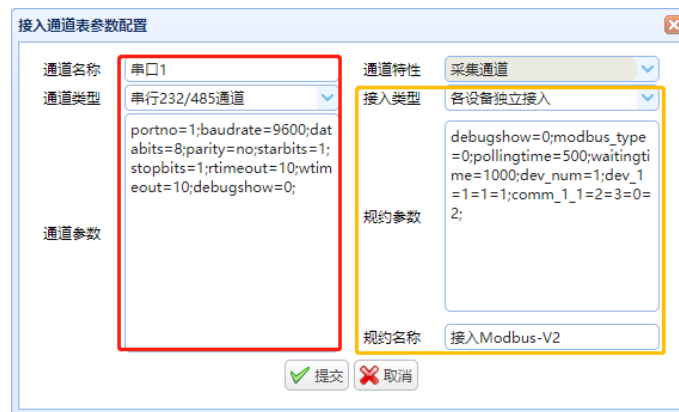 接入通道表参数配置
通道名称 串口1 通道特性 采集通道
通道类型 串行232/485通道 接入类型 各设备独立接入
通道参数
portno=1;baudrate=9600;dat
abits=8;parity=no;starbits=1;
stopbits=1;rtimeout=10;wtim
eout=10;debugshow=0;
规约参数
debugshow=0;modbus_type
=0;pollingtime=500;waitingti
me=1000;dev_num=1;dev_1
=1=1=1;comm_1_1=2=3=0=
2;
规约名称 接入Modbus-V2
提交 取消